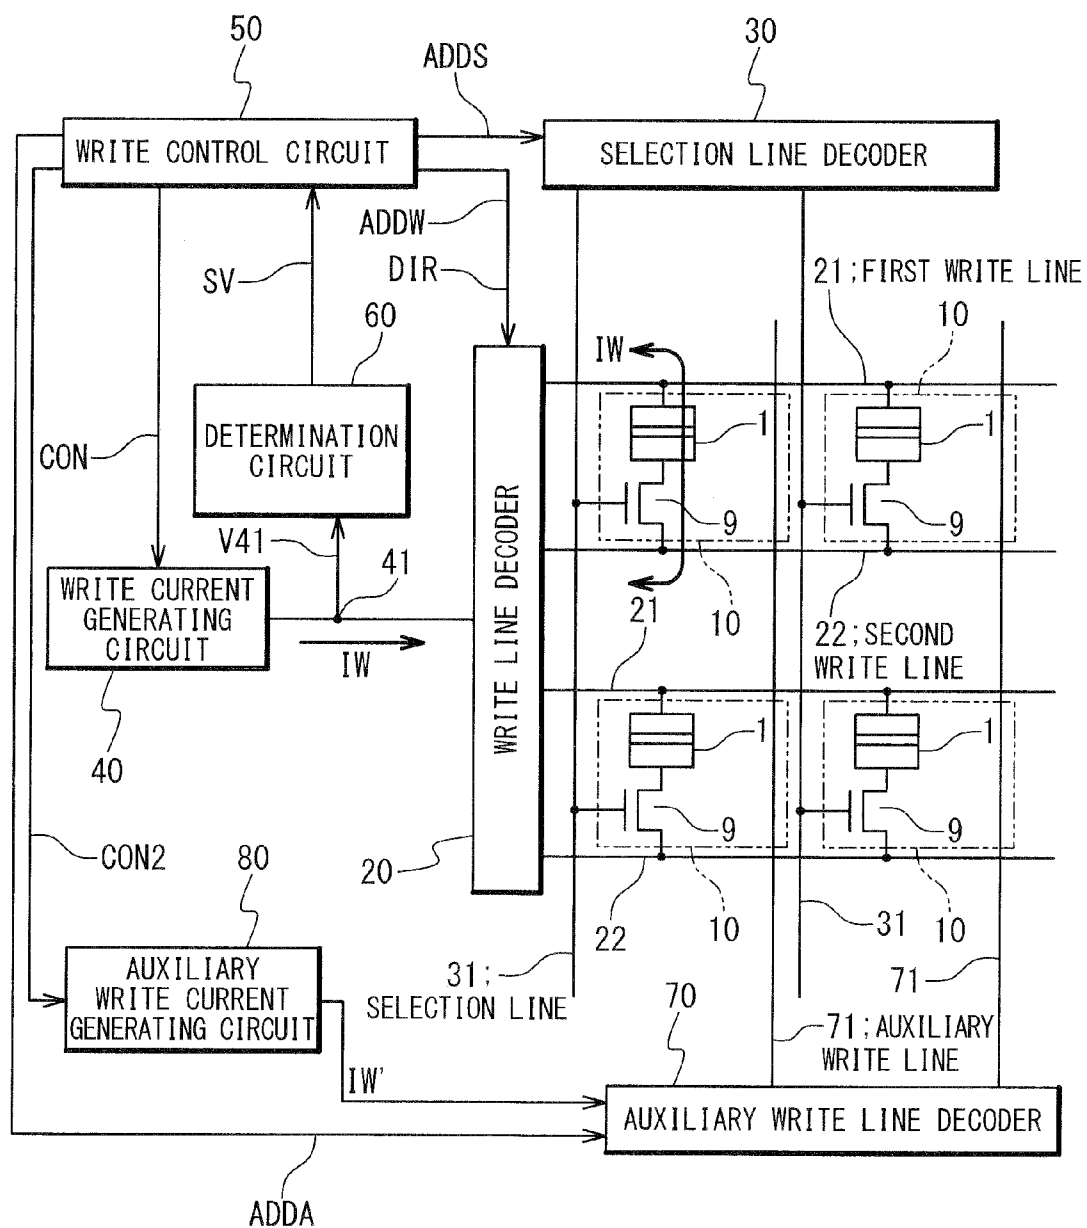 50
ADDS
30
WRITE CONTROL CIRCUIT
SELECTION LINE DECODER
ADDW
SV
DIR
21;FIRST WRITE LINE
60
IW
10
DETERMINATION
CIRCUIT
CON
1
1
9
9
V41
41
WRITE LINE DECODER
WRITE CURRENT
GENERATING
CIRCUIT
IW
21
10
22;SECOND
WRITE LINE
40
1
1
9
9
CON2
80
20
22
10
31
10
AUXILIARY
WRITE CURRENT
GENERATING CIRCUIT
31;
SELECTION LINE
70
71
71;AUXILIARY
WRITE LINE
IW'
AUXILIARY WRITE LINE DECODER
ADDA